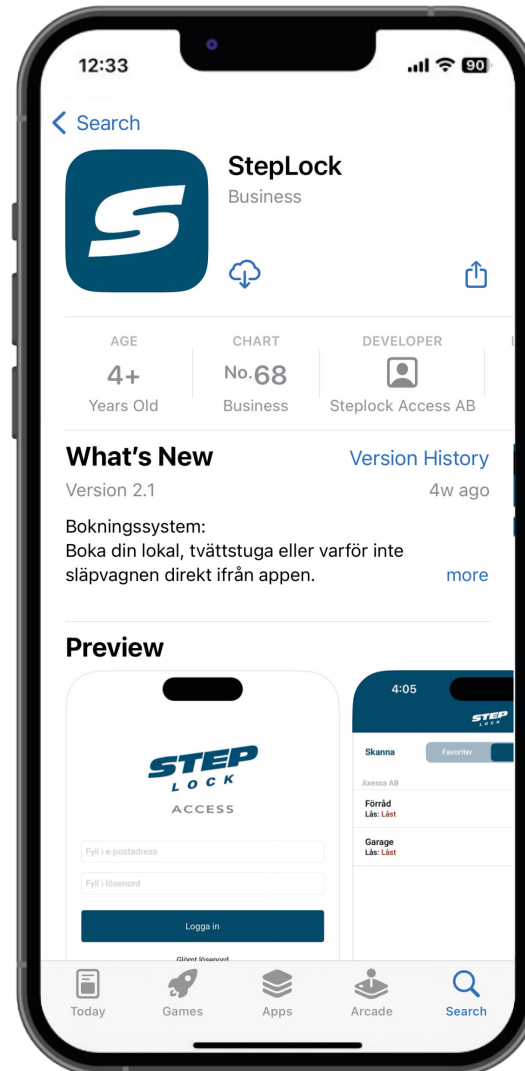 12:33
90
Search
StepLock
Business
AGE
4+
Years Old
CHART
No.68
Business
DEVELOPER
Steplock Access AB
What's New
Version History
Version 2.1
4w ago
Bokningssystem:
Boka din lokal, tvättstuga eller varför inte
släpvagnen direkt ifrån appen.
more
Preview
STEP
LOCK
ACCESS
Fyll i e-postadress
Fyll i lösenord
Logga in
Glömt lösenord
4:05
STEP
LOCK
Skanna
Favoriter
Axessa AB
Förråd
Lås: Låst
Garage
Lås: Låst
Today
Games
Apps
Arcade
Search